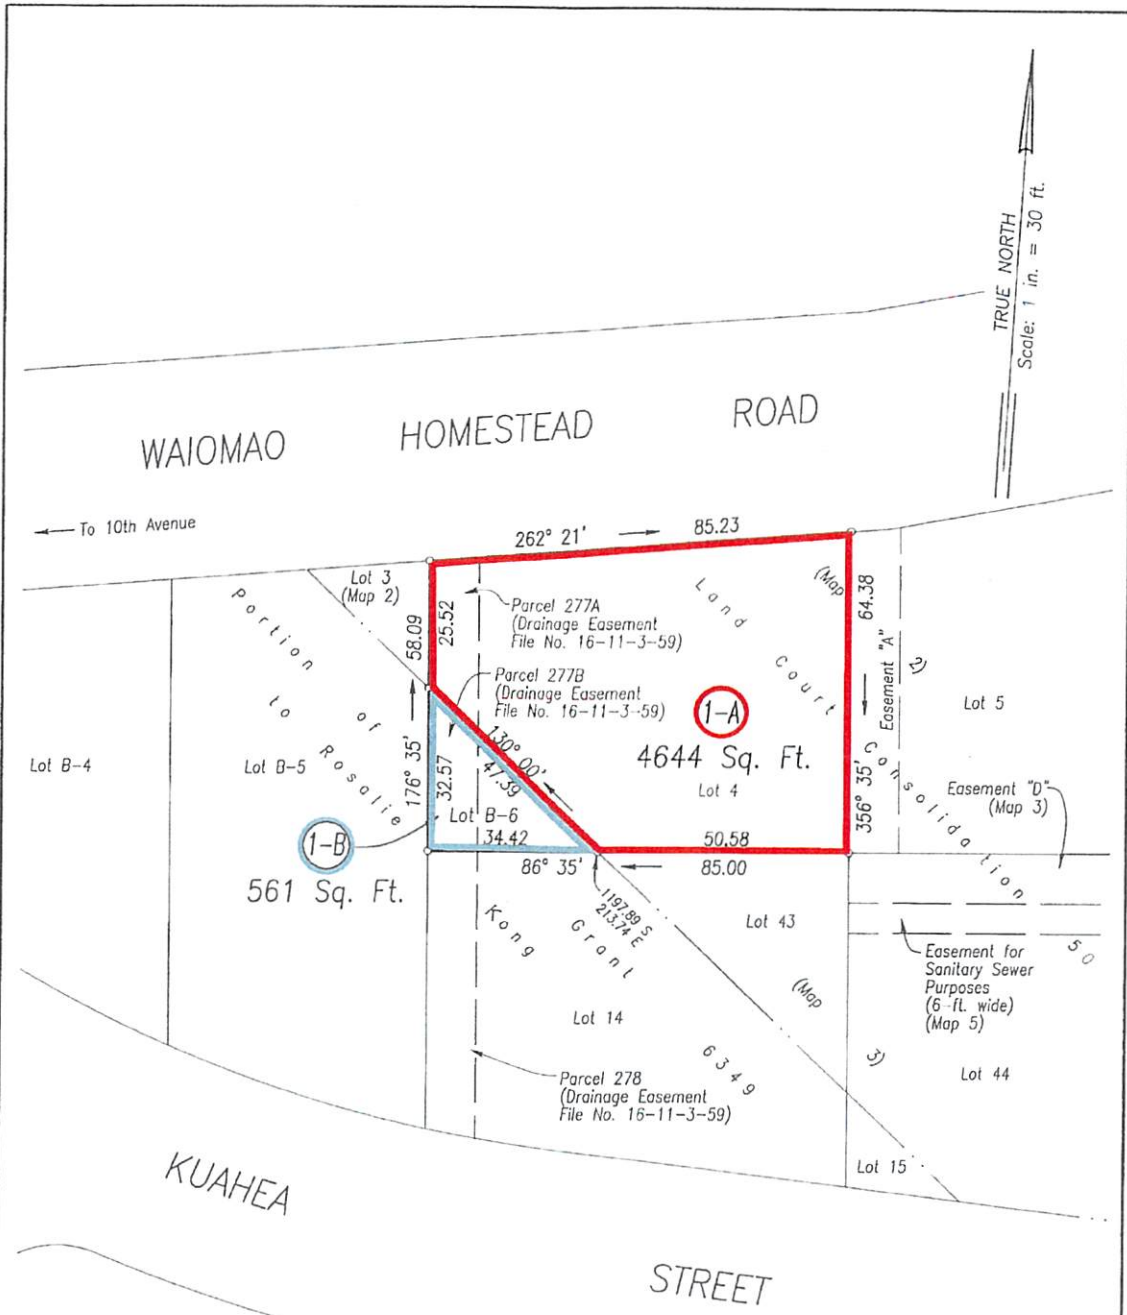 TRUE NORTH
Scale: 1 in. = 30 ft.
WAIOMAO HOMESTEAD ROAD
To 10th Avenue
262° 21' 85.23
Lot 3
(Map 2)
58.09
25.52
Parcel 277A
(Drainage Easement
File No. 16-11-3-59)
Parcel 277B
(Drainage Easement
File No. 16-11-3-59)
130° 00'
47.39
176° 35'
32.57
Land Court Consolidation 50
(Map 2)
64.38
356° 35'
Easement "A"
1-A
4644 Sq. Ft.
Lot 4
Lot 5
Easement "D"
(Map 3)
Portion of
to Rosalie
Lot B-4
Lot B-5
Lot B-6
1-B
561 Sq. Ft.
34.42
86° 35'
50.58
85.00
1197.89 S
213.74 E
Kong
Grant 6349
Lot 43
(Map 3)
Easement for
Sanitary Sewer
Purposes
(6-ft. wide)
(Map 5)
Lot 14
Lot 44
Parcel 278
(Drainage Easement
File No. 16-11-3-59)
Lot 15
KUAHEA STREET